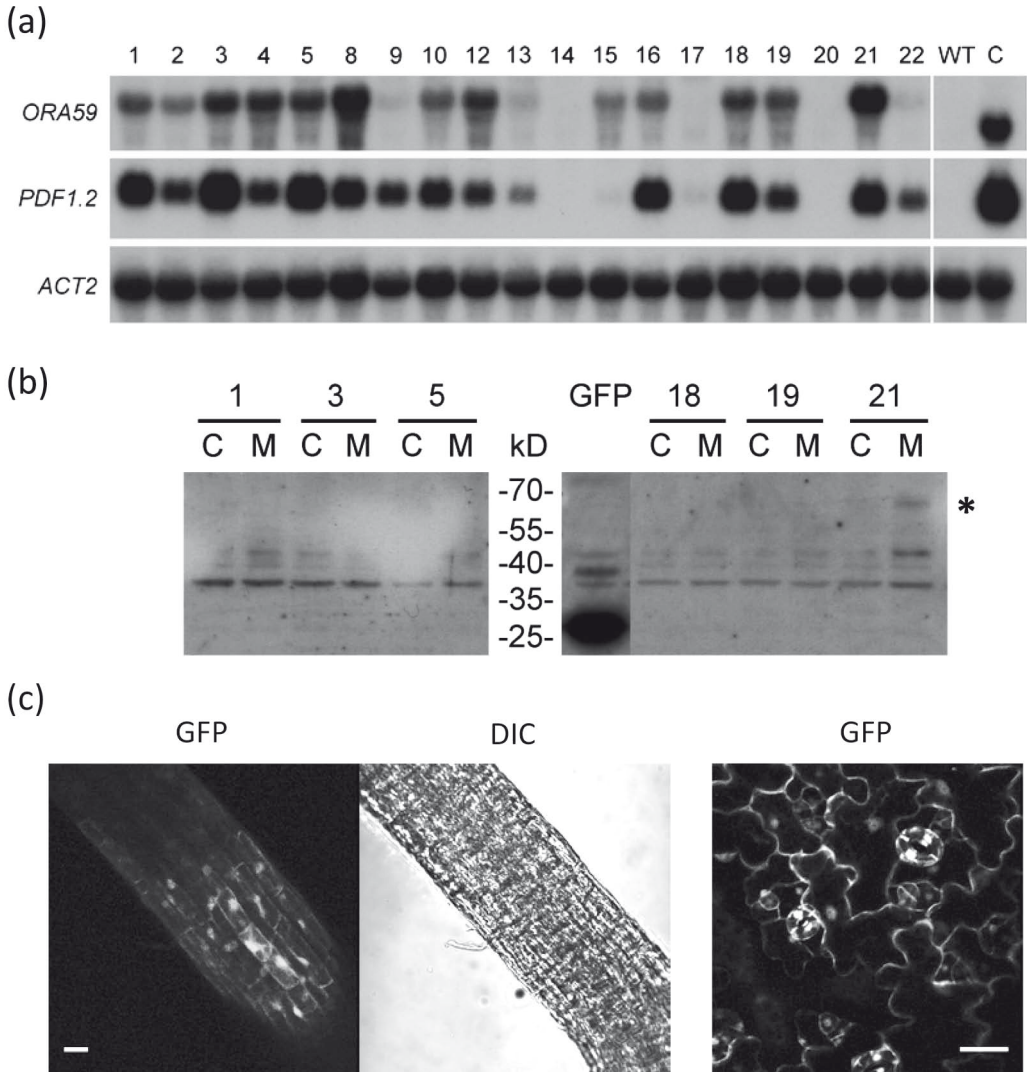 (a)
1 2 3 4 5 8 9 10 12 13 14 15 16 17 18 19 20 21 22 WT C
ORA59
PDF1.2
ACT2
(b)
1 3 5 GFP 18 19 21
C M C M C M kD C M C M C M
-70-
*
-55-
-40-
-35-
-25-
(c)
GFP DIC GFP